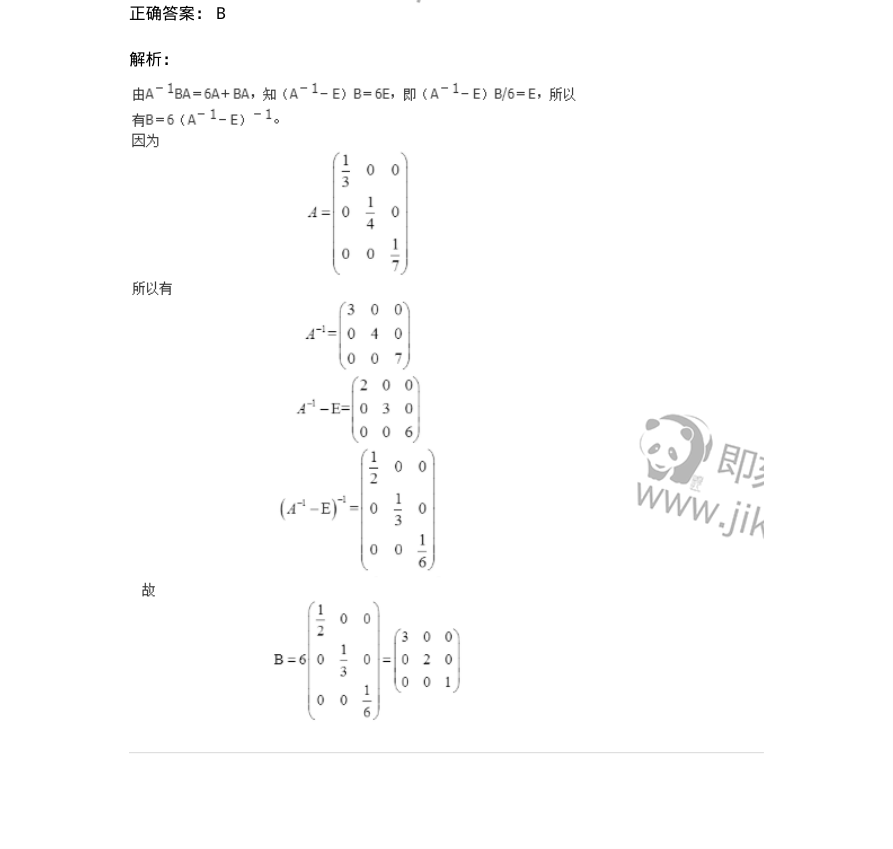 正确答案： B
解析：
由A⁻¹BA=6A+BA，知（A⁻¹-E）B=6E，即（A⁻¹-E）B/6=E，所以
有B=6（A⁻¹-E）⁻¹。
因为
1 0 0
3
A= 0 1 0
4
0 0 1
7
所以有
3 0 0
A⁻¹= 0 4 0
0 0 7
2 0 0
A⁻¹-E= 0 3 0
0 0 6
1 0 0
2
(A⁻¹-E)⁻¹= 0 1 0
3
0 0 1
6
故
1 0 0
2
3 0 0
B=6 0 1 0 = 0 2 0
3
0 0 1
0 0 1
6
即
www.jik